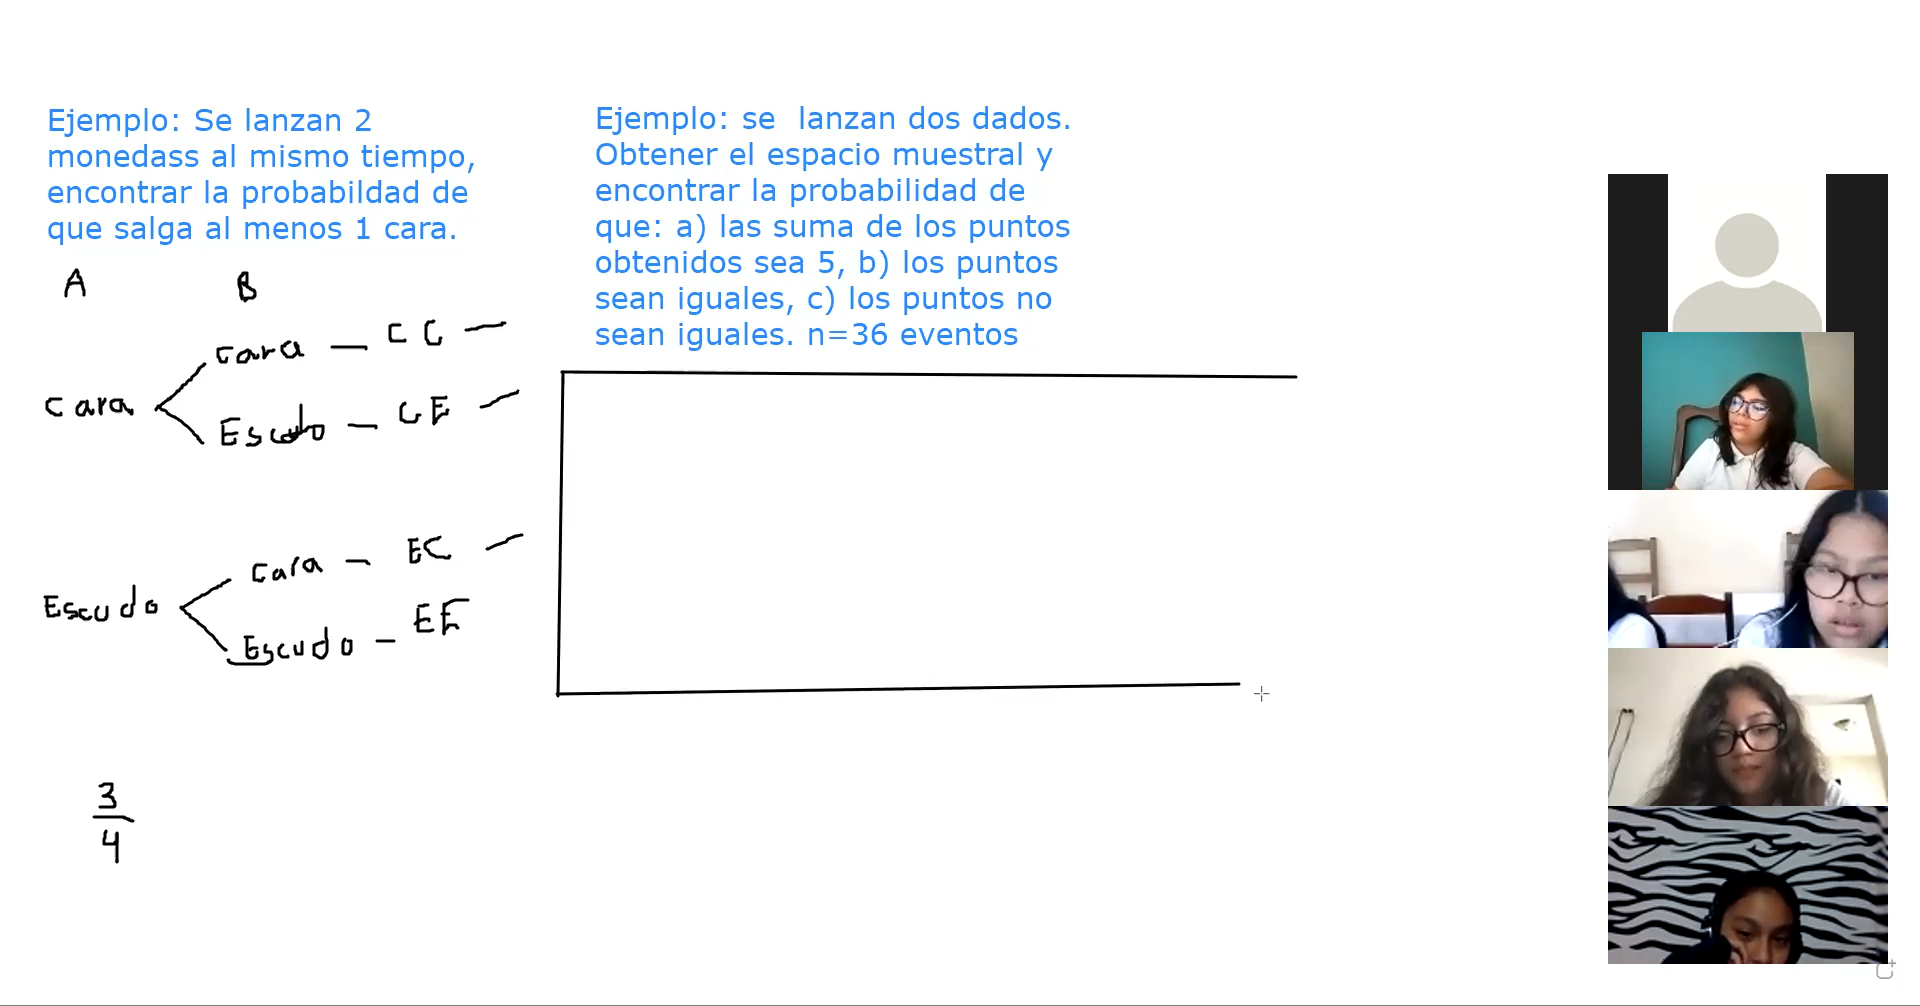 Ejemplo: Se lanzan 2
monedass al mismo tiempo,
encontrar la probabildad de
que salga al menos 1 cara.
A B
cara — CC —
cara
Escudo — CE —
cara — EC —
Escudo
Escudo — EE
3
4
Ejemplo: se lanzan dos dados.
Obtener el espacio muestral y
encontrar la probabilidad de
que: a) las suma de los puntos
obtenidos sea 5, b) los puntos
sean iguales, c) los puntos no
sean iguales. n=36 eventos